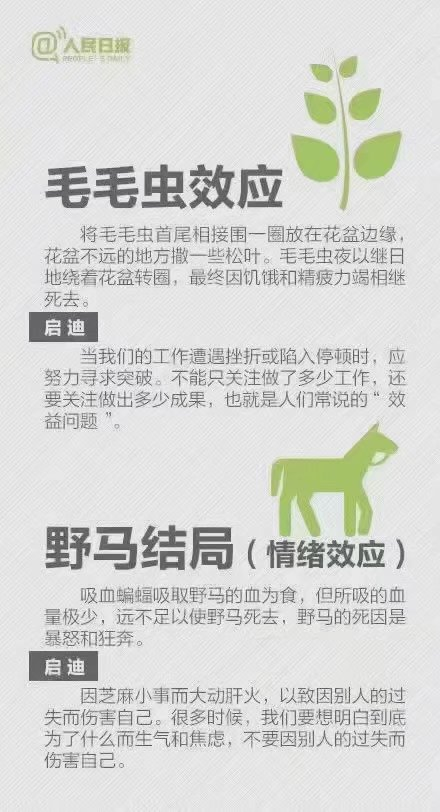 @人民日报
PEOPLE'S DAILY
毛毛虫效应
将毛毛虫首尾相接围一圈放在花盆边缘,
花盆不远的地方撒一些松叶。毛毛虫夜以继日
地绕着花盆转圈,最终因饥饿和精疲力竭相继
死去。
启迪
当我们的工作遭遇挫折或陷入停顿时,应
努力寻求突破。不能只关注做了多少工作,还
要关注做出多少成果,也就是人们常说的“效
益问题”。
野马结局(情绪效应)
吸血蝙蝠吸取野马的血为食,但所吸的血
量极少,远不足以使野马死去,野马的死因是
暴怒和狂奔。
启迪
因芝麻小事而大动肝火,以致因别人的过
失而伤害自己。很多时候,我们要想明白到底
为了什么而生气和焦虑,不要因别人的过失而
伤害自己。